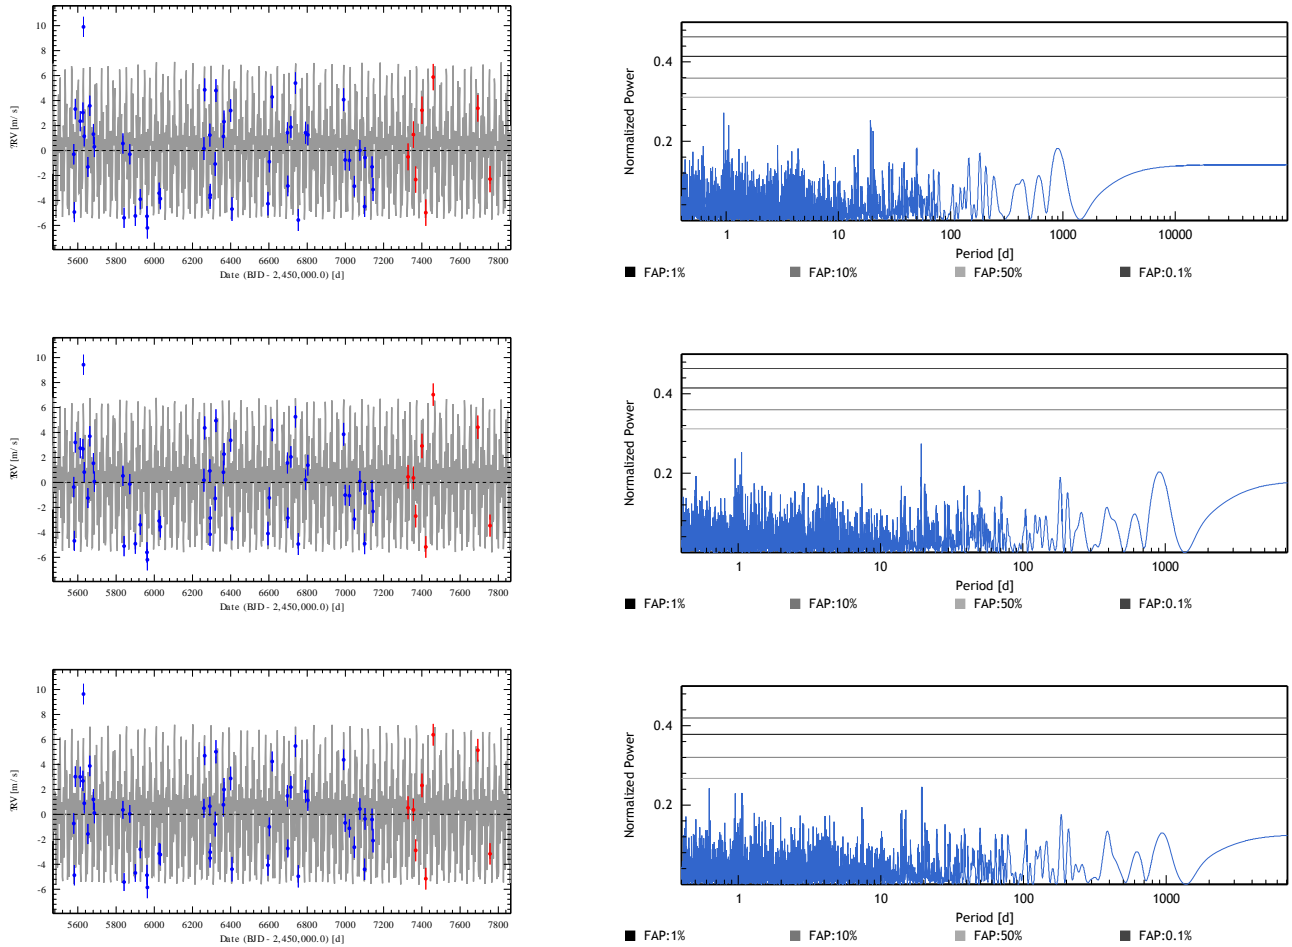 10
8
6
4
2
0
-2
-4
-6
?RV [m/s]
5600 5800 6000 6200 6400 6600 6800 7000 7200 7400 7600 7800
Date (BJD - 2,450,000.0) [d]
0.4
0.2
Normalized Power
1 10 100 1000 10000
Period [d]
FAP:1% FAP:10% FAP:50% FAP:0.1%
10
8
6
4
2
0
-2
-4
-6
?RV [m/s]
5600 5800 6000 6200 6400 6600 6800 7000 7200 7400 7600 7800
Date (BJD - 2,450,000.0) [d]
0.4
0.2
Normalized Power
1 10 100 1000
Period [d]
FAP:1% FAP:10% FAP:50% FAP:0.1%
10
8
6
4
2
0
-2
-4
-6
?RV [m/s]
5600 5800 6000 6200 6400 6600 6800 7000 7200 7400 7600 7800
Date (BJD - 2,450,000.0) [d]
0.4
0.2
Normalized Power
1 10 100 1000
Period [d]
FAP:1% FAP:10% FAP:50% FAP:0.1%